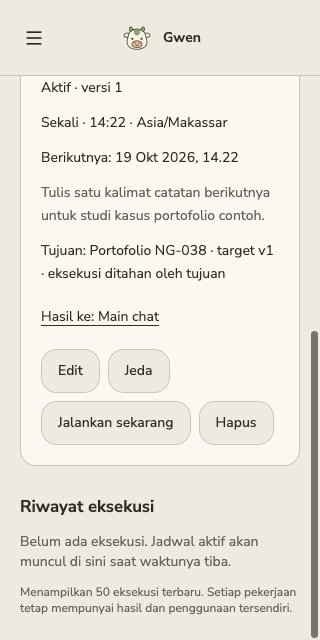 Gwen
Aktif · versi 1
Sekali · 14:22 · Asia/Makassar
Berikutnya: 19 Okt 2026, 14.22
Tulis satu kalimat catatan berikutnya
untuk studi kasus portofolio contoh.
Tujuan: Portofolio NG-038 · target v1
· eksekusi ditahan oleh tujuan
Hasil ke: Main chat
Edit
Jeda
Jalankan sekarang
Hapus
Riwayat eksekusi
Belum ada eksekusi. Jadwal aktif akan
muncul di sini saat waktunya tiba.
Menampilkan 50 eksekusi terbaru. Setiap pekerjaan
tetap mempunyai hasil dan penggunaan tersendiri.